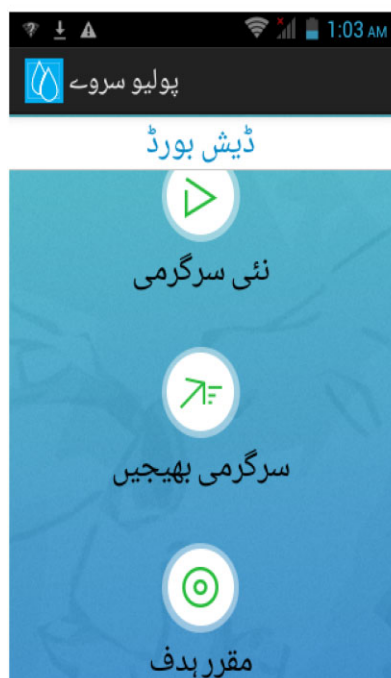 1:03 AM
پولیو سروے
ڈیش بورڈ
نئی سرگرمی
سرگرمی بھیجیں
مقرر ہدف